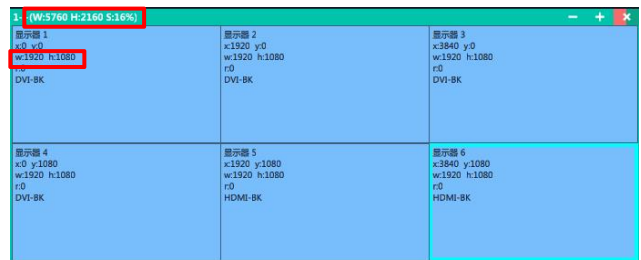 1--(W:5760 H:2160 S:16%)
显示器 1
x:0 y:0
w:1920 h:1080
r:0
DVI-BK
显示器 2
x:1920 y:0
w:1920 h:1080
r:0
DVI-BK
显示器 3
x:3840 y:0
w:1920 h:1080
r:0
DVI-BK
显示器 4
x:0 y:1080
w:1920 h:1080
r:0
DVI-BK
显示器 5
x:1920 y:1080
w:1920 h:1080
r:0
HDMI-BK
显示器 6
x:3840 y:1080
w:1920 h:1080
r:0
HDMI-BK